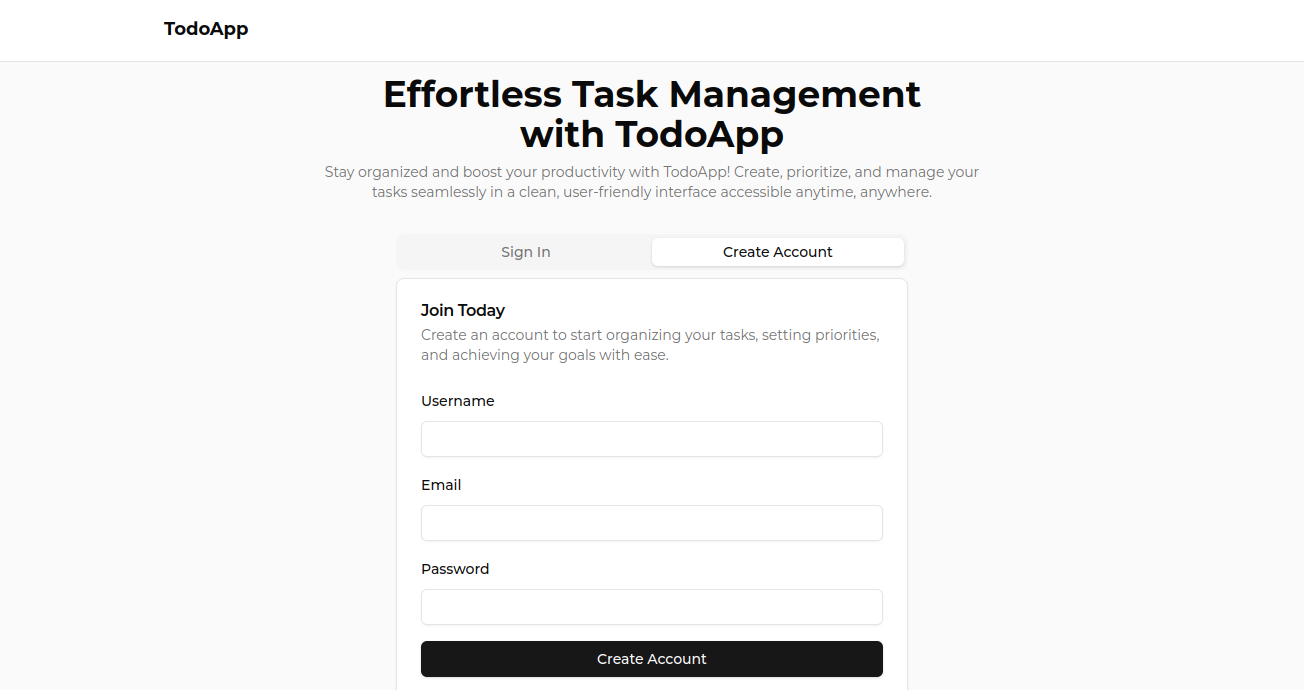 TodoApp
Effortless Task Management
with TodoApp
Stay organized and boost your productivity with TodoApp! Create, prioritize, and manage your
tasks seamlessly in a clean, user-friendly interface accessible anytime, anywhere.
Sign In
Create Account
Join Today
Create an account to start organizing your tasks, setting priorities,
and achieving your goals with ease.
Username
Email
Password
Create Account